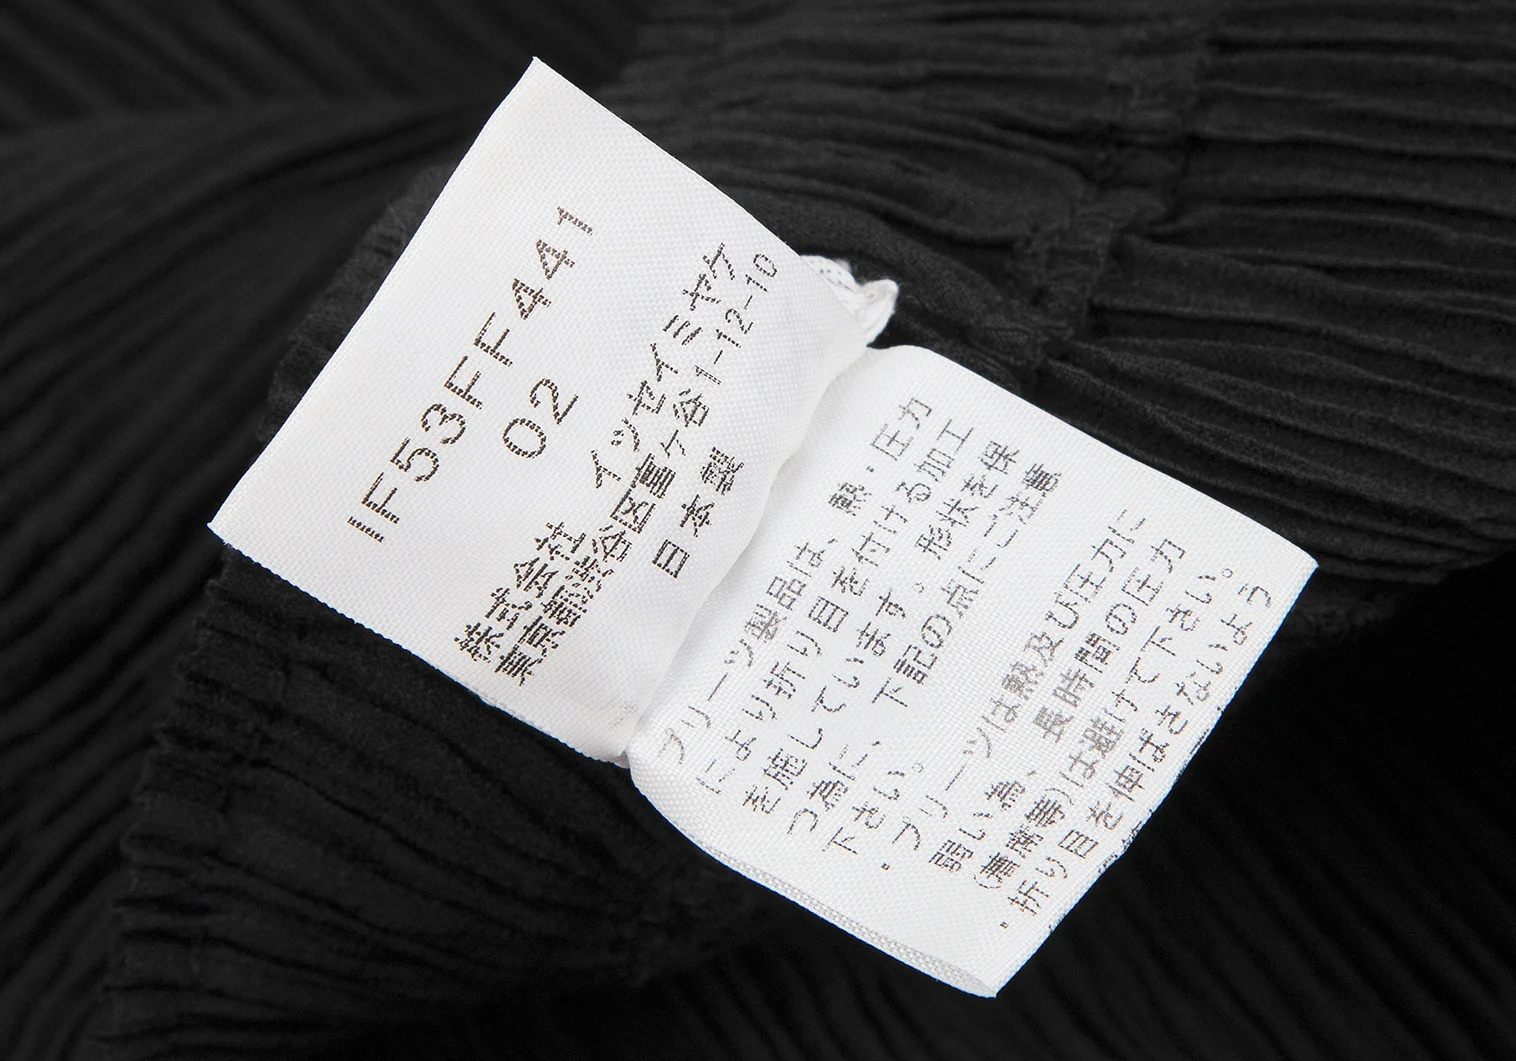 IF53FF441
02
株式会社 イッセイミヤケ
東京都渋谷区富ヶ谷1-12-10
日本製
プリーツ製品は、熱・圧力
により折り目を付ける加工
を施しています。形状を保
つ為に、下記の点にご注意
下さい。
・プリーツは熱及び圧力に
弱い為、長時間の圧力
(着席等)は避けて下さい。
・折り目を伸ばさないよう